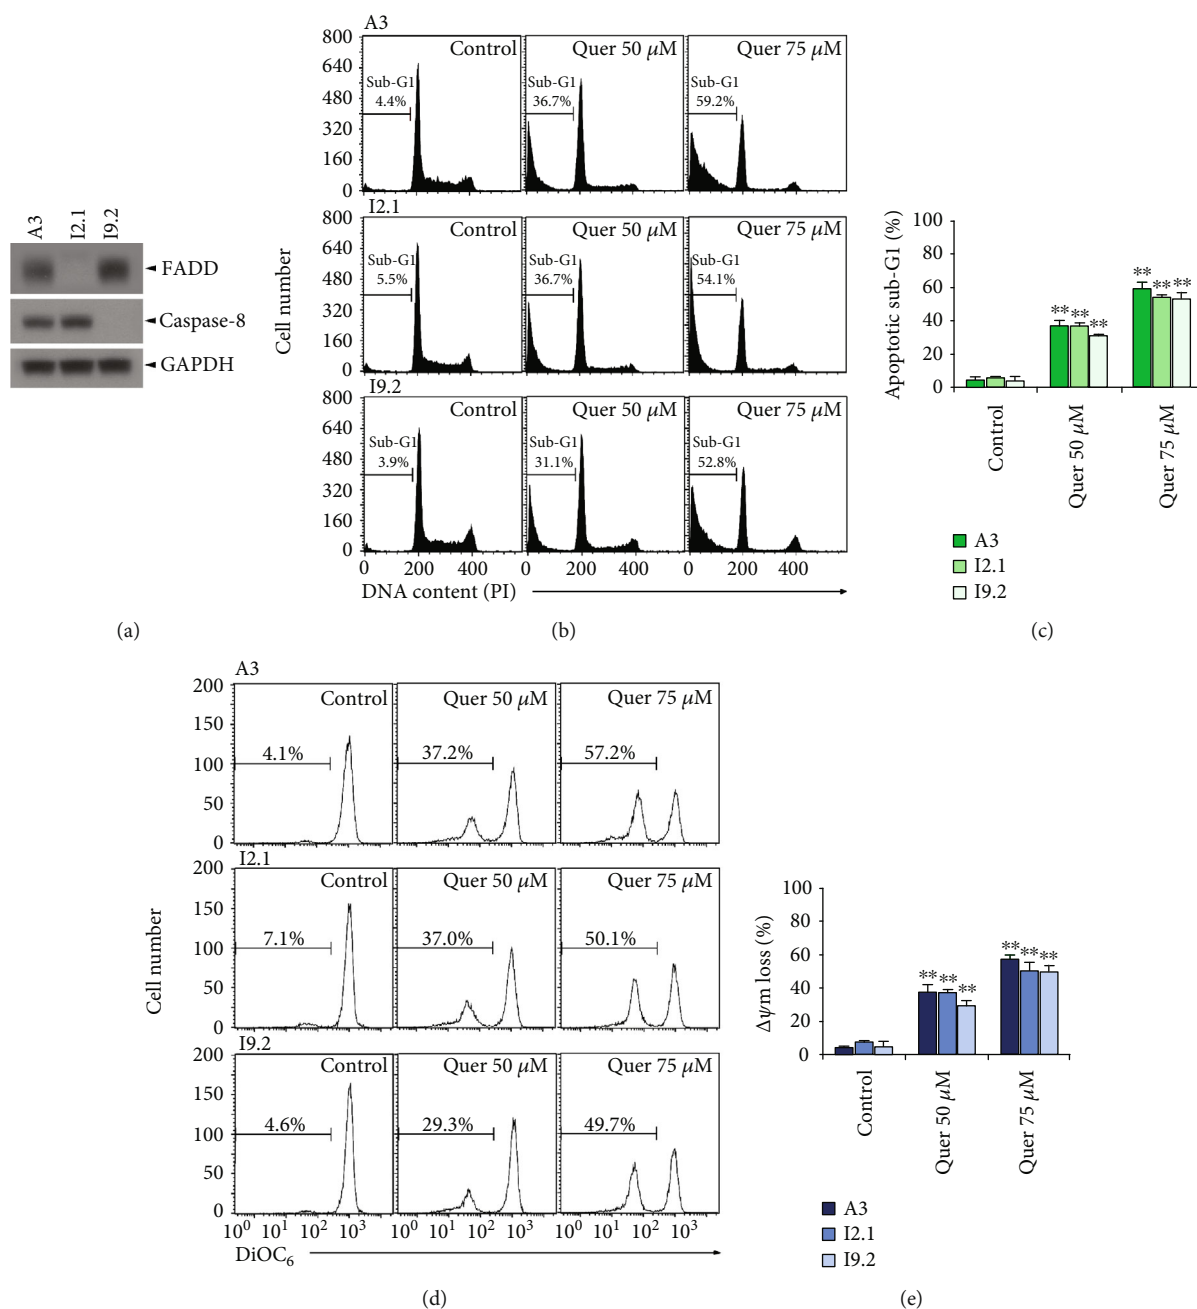 A3
I2.1
I9.2
FADD
Caspase-8
GAPDH
(a)
A3
800
640
480
320
160
0
Control
Sub-G1
4.4%
Quer 50 μM
Sub-G1
36.7%
Quer 75 μM
Sub-G1
59.2%
I2.1
800
640
480
320
160
0
Control
Sub-G1
5.5%
Quer 50 μM
Sub-G1
36.7%
Quer 75 μM
Sub-G1
54.1%
I9.2
800
640
480
320
160
0
Control
Sub-G1
3.9%
Quer 50 μM
Sub-G1
31.1%
Quer 75 μM
Sub-G1
52.8%
Cell number
0 200 400 0 200 400 0 200 400
DNA content (PI)
(b)
Apoptotic sub-G1 (%)
100
80
60
40
20
0
** ** **
** ** **
Control
Quer 50 μM
Quer 75 μM
A3
I2.1
I9.2
(c)
A3
200
150
100
50
0
Control
4.1%
Quer 50 μM
37.2%
Quer 75 μM
57.2%
I2.1
200
150
100
50
0
Control
7.1%
Quer 50 μM
37.0%
Quer 75 μM
50.1%
I9.2
200
150
100
50
0
Control
4.6%
Quer 50 μM
29.3%
Quer 75 μM
49.7%
Cell number
10⁰ 10¹ 10² 10³ 10⁰ 10¹ 10² 10³ 10⁰ 10¹ 10² 10³
DiOC₆
(d)
Δψm loss (%)
100
80
60
40
20
0
** ** **
** ** **
Control
Quer 50 μM
Quer 75 μM
A3
I2.1
I9.2
(e)